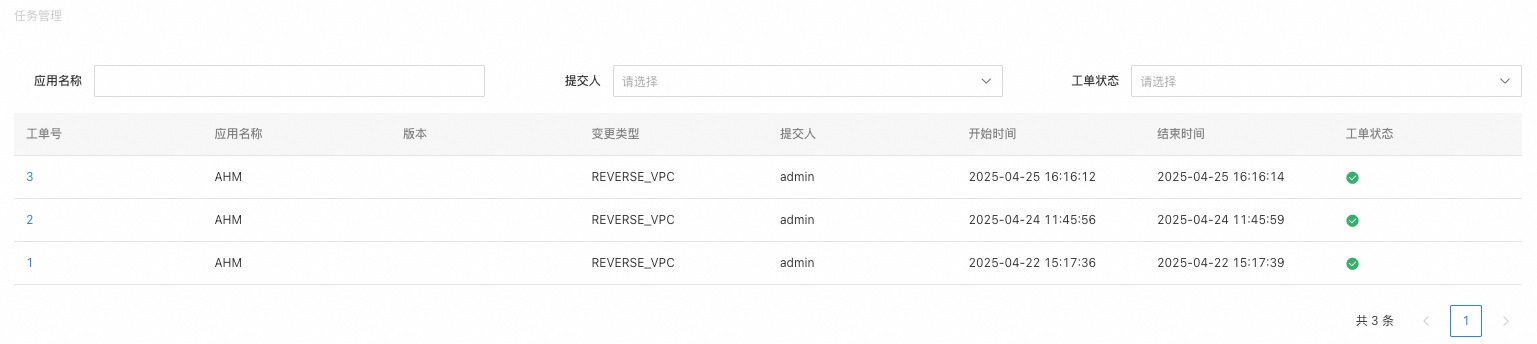 任务管理
应用名称 提交人 请选择 工单状态 请选择
工单号 应用名称 版本 变更类型 提交人 开始时间 结束时间 工单状态
3 AHM REVERSE_VPC admin 2025-04-25 16:16:12 2025-04-25 16:16:14
2 AHM REVERSE_VPC admin 2025-04-24 11:45:56 2025-04-24 11:45:59
1 AHM REVERSE_VPC admin 2025-04-22 15:17:36 2025-04-22 15:17:39
共 3 条 1